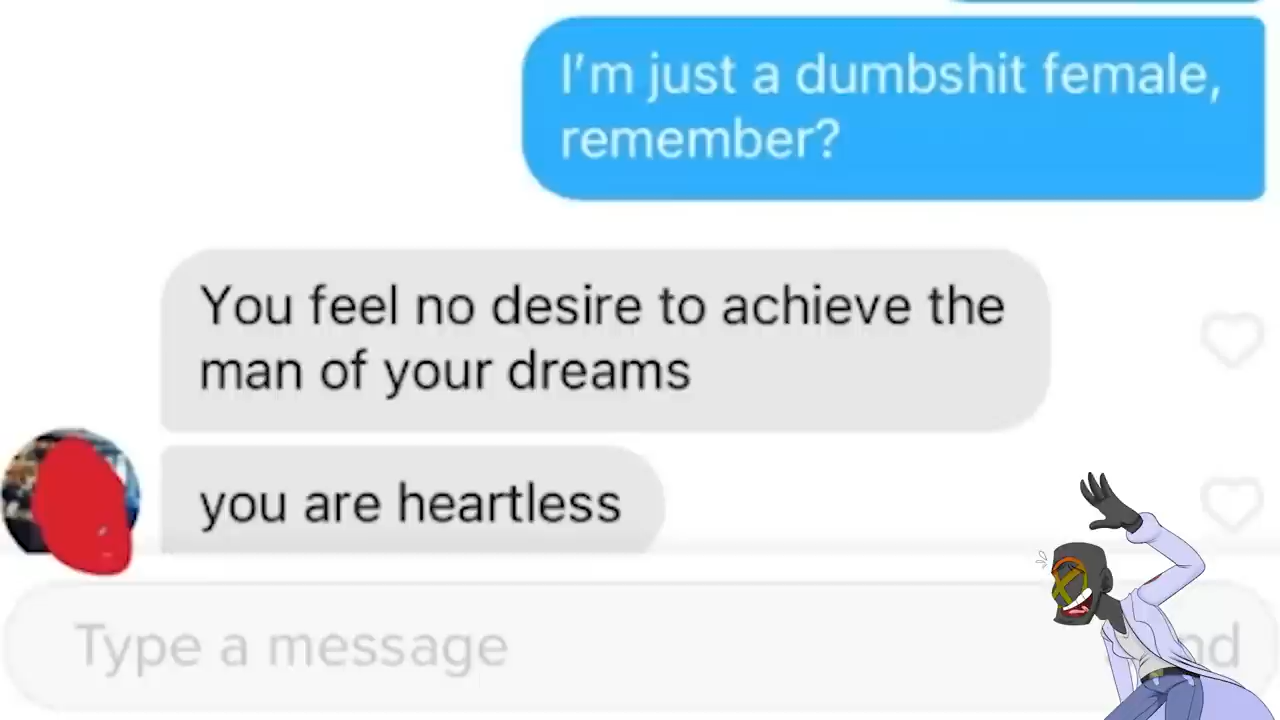 I'm just a dumbshit female,
remember?
You feel no desire to achieve the
man of your dreams
you are heartless
Type a message